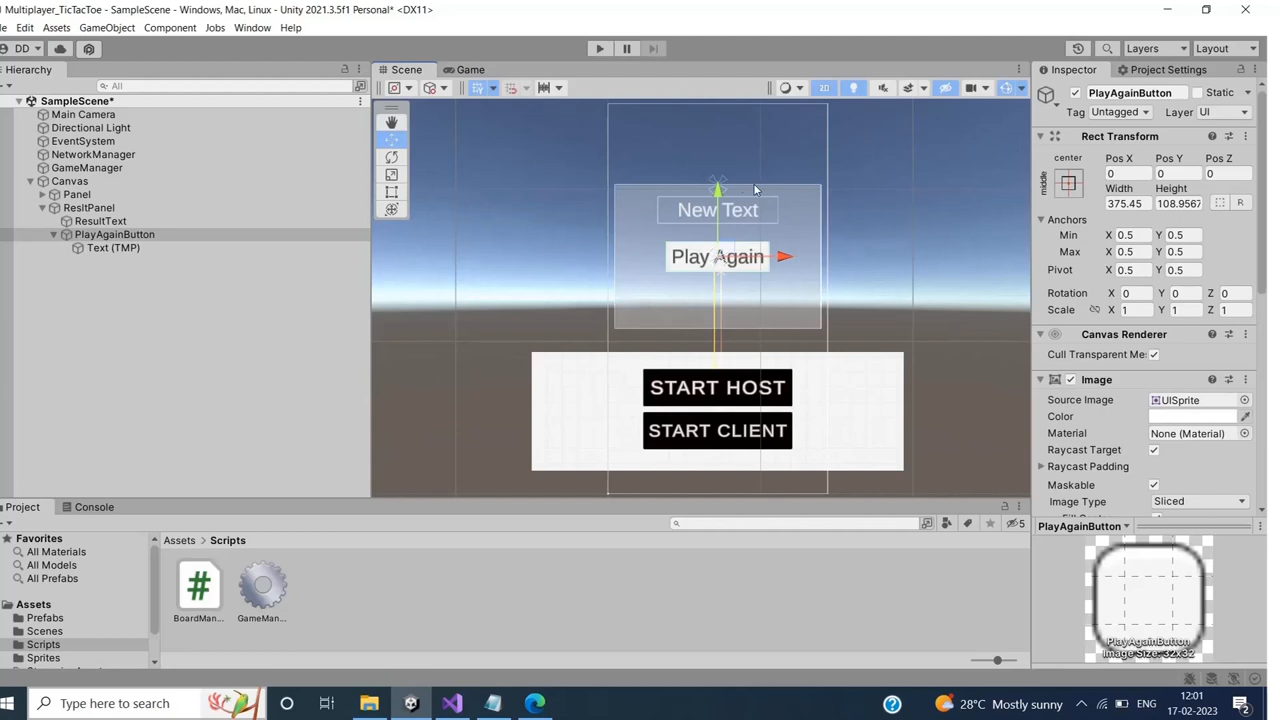 Multiplayer_TicTacToe - SampleScene - Windows, Mac, Linux - Unity 2021.3.5f1 Personal* <DX11>
Edit Assets GameObject Component Jobs Window Help
DD
Layers Layout
Hierarchy
All
SampleScene*
Main Camera
Directional Light
EventSystem
NetworkManager
GameManager
Canvas
Panel
ResltPanel
ResultText
PlayAgainButton
Text (TMP)
Scene Game
2D
New Text
Play Again
START HOST
START CLIENT
Inspector Project Settings
PlayAgainButton Static
Tag Untagged Layer UI
Rect Transform
center
middle
Pos X Pos Y Pos Z
0 0 0
Width Height
375.45 108.9567
R
Anchors
Min X 0.5 Y 0.5
Max X 0.5 Y 0.5
Pivot X 0.5 Y 0.5
Rotation X 0 Y 0 Z 0
Scale X 1 Y 1 Z 1
Canvas Renderer
Cull Transparent Me:
Image
Source Image UISprite
Color
Material None (Material)
Raycast Target
Raycast Padding
Maskable
Image Type Sliced
PlayAgainButton
PlayAgainButton
Image Size: 32x32
Project Console
5
Favorites
All Materials
All Models
All Prefabs
Assets
Prefabs
Scenes
Scripts
Sprites
Assets > Scripts
#
BoardMan... GameMan...
Type here to search
28°C Mostly sunny
ENG
12:01
17-02-2023
2